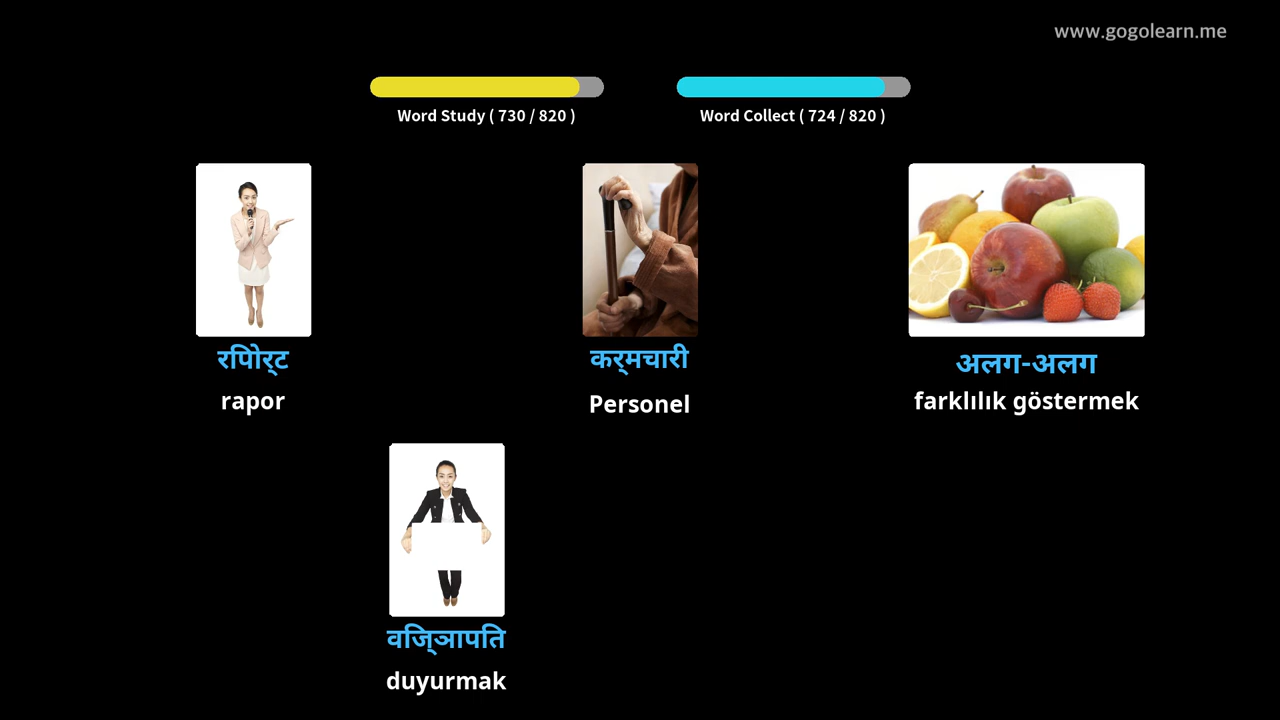 www.gogolearn.me
Word Study ( 730 / 820 )
Word Collect ( 724 / 820 )
रिपोर्ट
rapor
कर्मचारी
Personel
अलग-अलग
farklılık göstermek
विज्ञापति
duyurmak